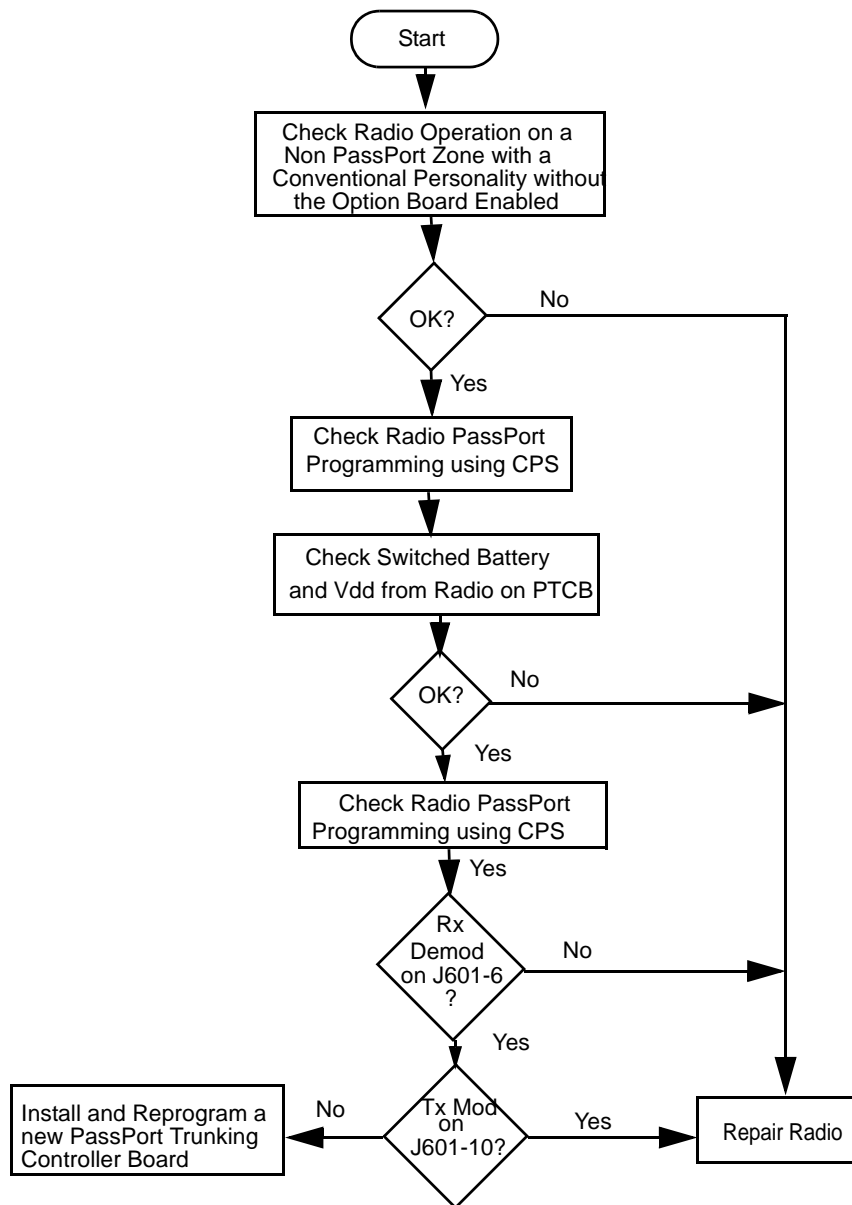 Start
Check Radio Operation on a
Non PassPort Zone with a
Conventional Personality without
the Option Board Enabled
OK?
No
Yes
Check Radio PassPort
Programming using CPS
Check Switched Battery
and Vdd from Radio on PTCB
OK?
No
Yes
Check Radio PassPort
Programming using CPS
Yes
Rx
Demod
on J601-6
?
No
Yes
Install and Reprogram a
new PassPort Trunking
Controller Board
No
Tx Mod
on
J601-10?
Yes
Repair Radio